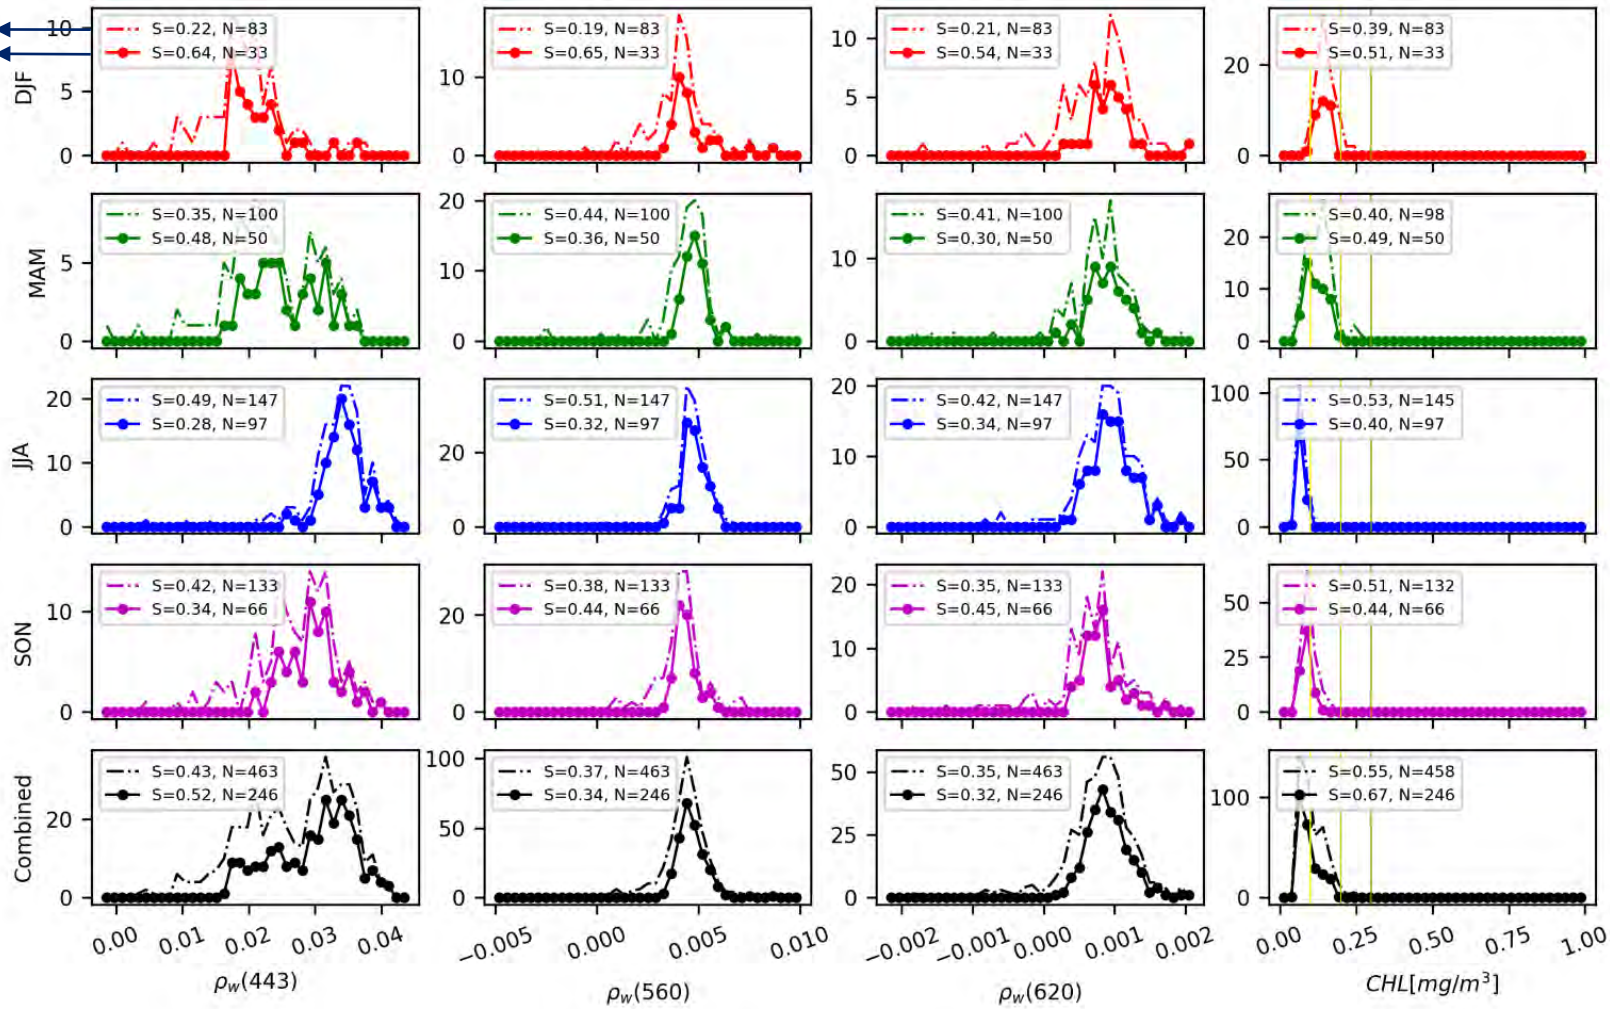 DJF
10
5
0
S=0.22, N=83
S=0.64, N=33
10
0
S=0.19, N=83
S=0.65, N=33
10
5
0
S=0.21, N=83
S=0.54, N=33
20
0
S=0.39, N=83
S=0.51, N=33
MAM
5
0
S=0.35, N=100
S=0.48, N=50
20
10
0
S=0.44, N=100
S=0.36, N=50
10
0
S=0.41, N=100
S=0.30, N=50
20
10
0
S=0.40, N=98
S=0.49, N=50
JJA
20
10
0
S=0.49, N=147
S=0.28, N=97
20
0
S=0.51, N=147
S=0.32, N=97
20
10
0
S=0.42, N=147
S=0.34, N=97
100
50
0
S=0.53, N=145
S=0.40, N=97
SON
10
0
S=0.42, N=133
S=0.34, N=66
20
0
S=0.38, N=133
S=0.44, N=66
20
10
0
S=0.35, N=133
S=0.45, N=66
50
25
0
S=0.51, N=132
S=0.44, N=66
Combined
20
0
S=0.43, N=463
S=0.52, N=246
100
50
0
S=0.37, N=463
S=0.34, N=246
50
25
0
S=0.35, N=463
S=0.32, N=246
100
0
S=0.55, N=458
S=0.67, N=246
0.00 0.01 0.02 0.03 0.04
ρw(443)
−0.005 0.000 0.005 0.010
ρw(560)
−0.002 −0.001 0.000 0.001 0.002
ρw(620)
0.00 0.25 0.50 0.75 1.00
CHL[mg/m³]